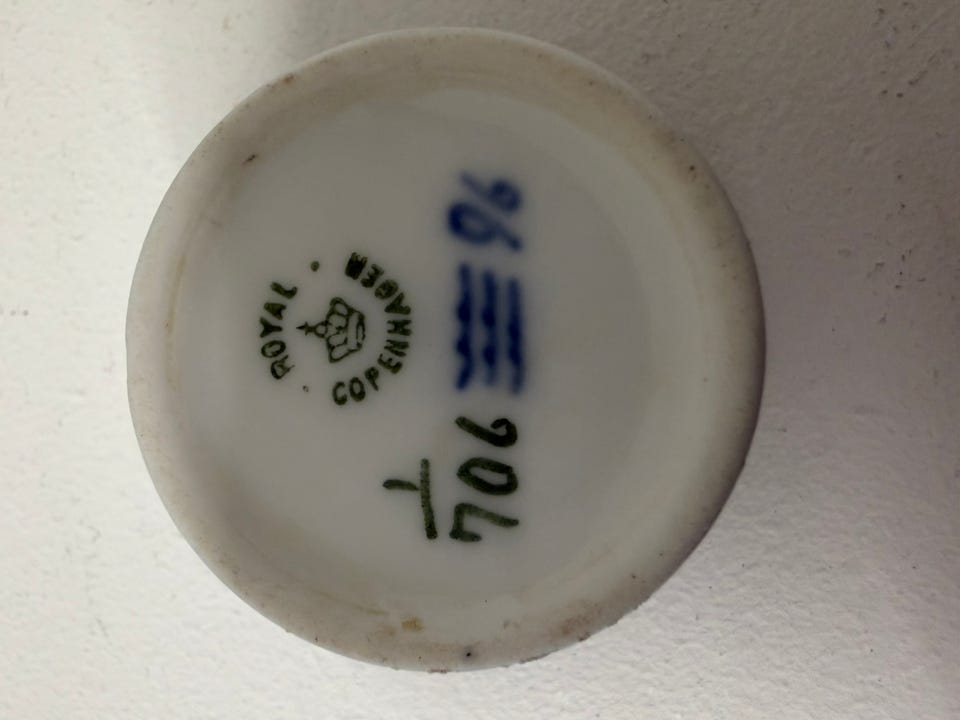 ROYAL
COPENHAGEN
1
706
96